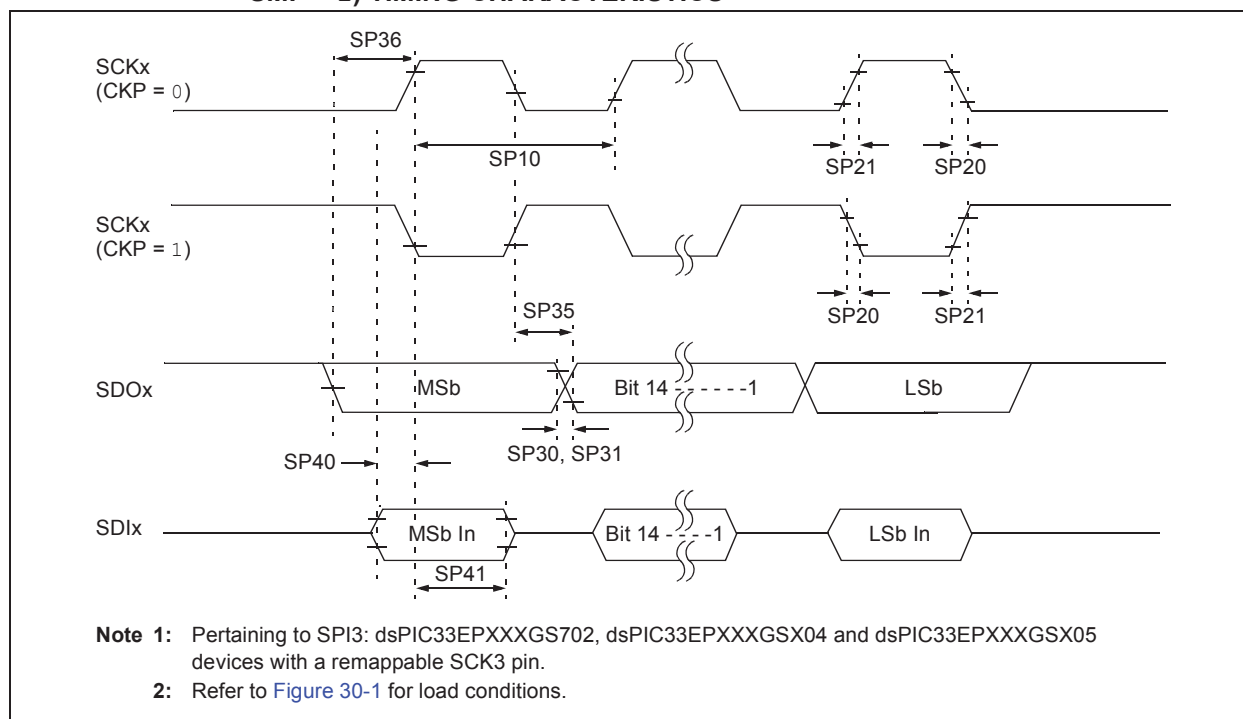 SP36
SCKx
(CKP = 0)
SP10
SP21
SP20
SCKx
(CKP = 1)
SP35
SP20
SP21
SDOx
MSb
Bit 14 - - - - - -1
LSb
SP40
SP30, SP31
SDIx
MSb In
Bit 14 - - - -1
LSb In
SP41
Note 1: Pertaining to SPI3: dsPIC33EPXXXGS702, dsPIC33EPXXXGSX04 and dsPIC33EPXXXGSX05
devices with a remappable SCK3 pin.
2: Refer to Figure 30-1 for load conditions.